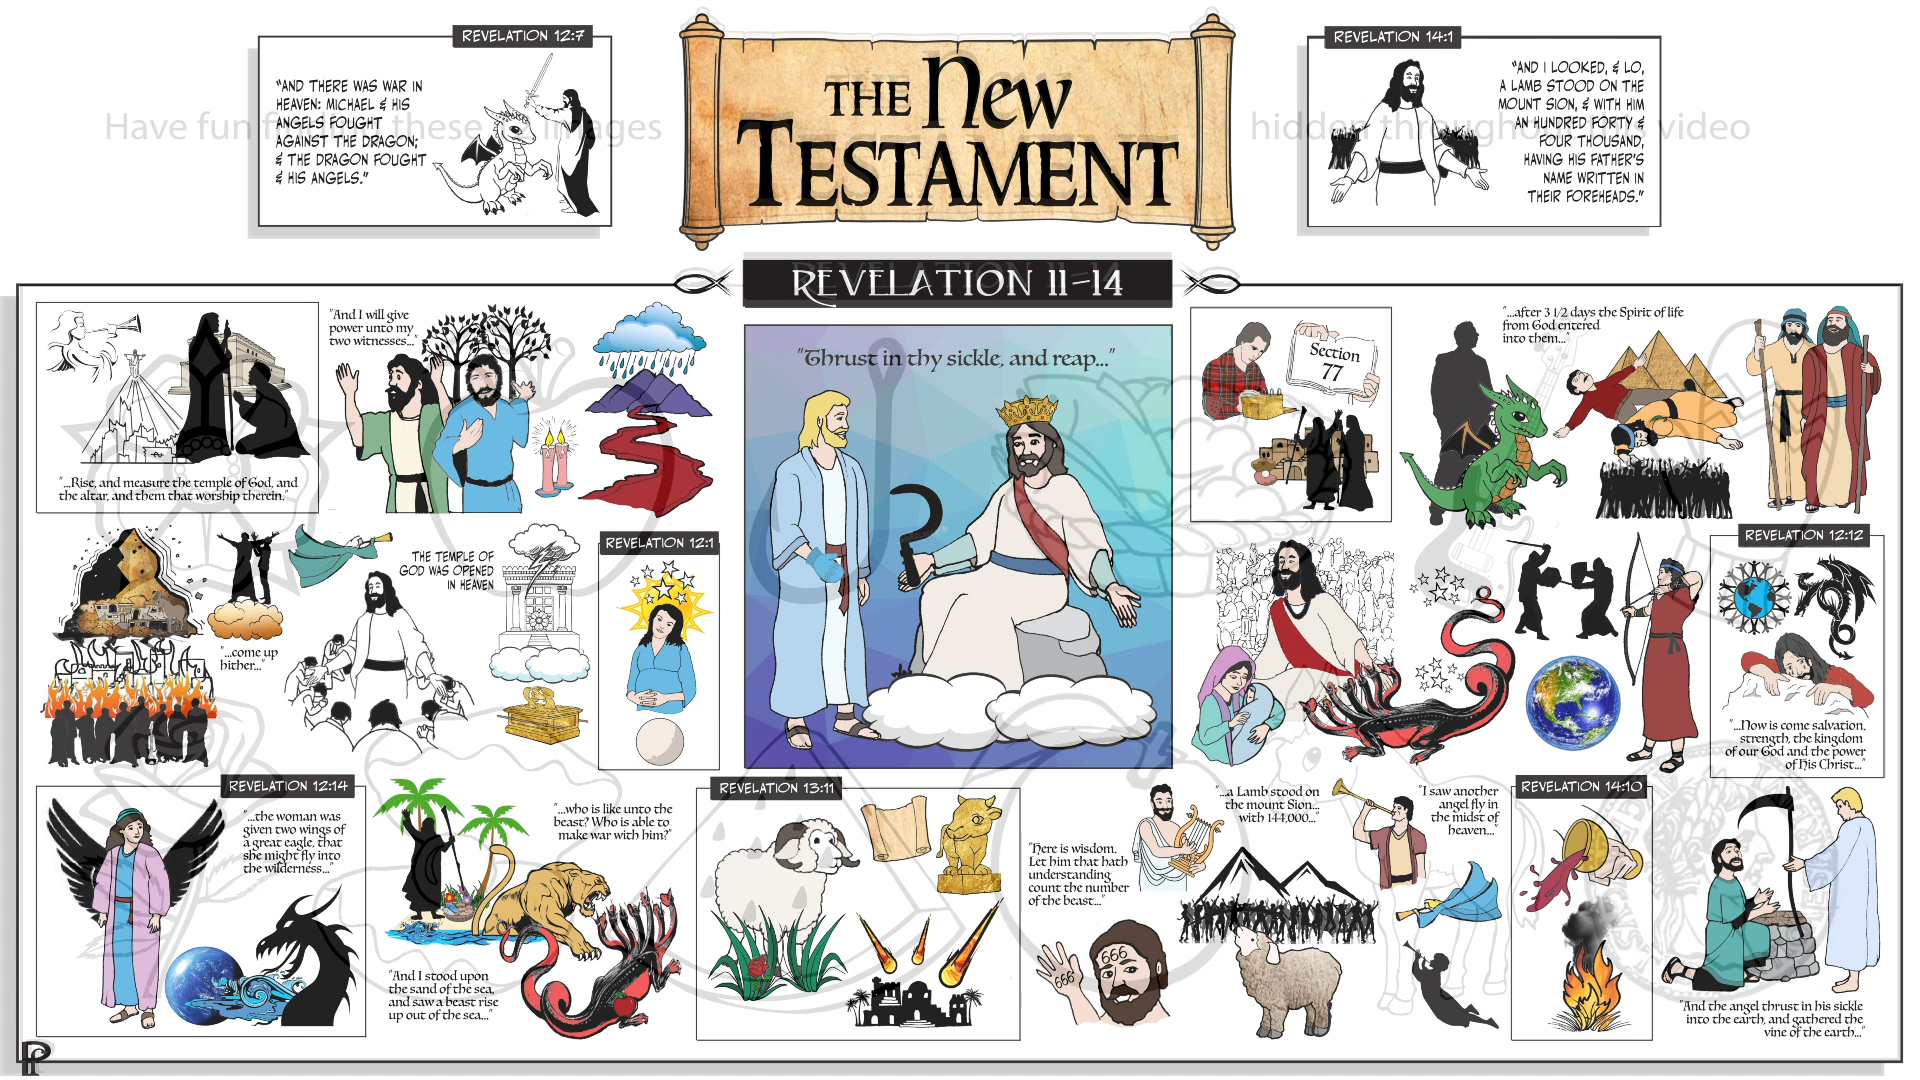 REVELATION 12:7
"AND THERE WAS WAR IN
HEAVEN: MICHAEL & HIS
ANGELS FOUGHT
AGAINST THE DRAGON;
& THE DRAGON FOUGHT
& HIS ANGELS."
THE New
TESTAMENT
REVELATION 14:1
"AND I LOOKED, & LO,
A LAMB STOOD ON THE
MOUNT SION, & WITH HIM
AN HUNDRED FORTY &
FOUR THOUSAND,
HAVING HIS FATHER'S
NAME WRITTEN IN
THEIR FOREHEADS."
Have fun finding these images
hidden throughout this video
REVELATION 11-14
"...Rise, and measure the temple of God, and
the altar, and them that worship therein."
"And I will give
power unto my
two witnesses..."
"Thrust in thy sickle, and reap..."
Section
77
"...after 3 1/2 days the Spirit of life
from God entered
into them..."
"...come up
hither..."
THE TEMPLE OF
GOD WAS OPENED
IN HEAVEN
REVELATION 12:1
REVELATION 12:12
"...Now is come salvation,
strength, the kingdom
of our God and the power
of His Christ..."
REVELATION 12:14
"...the woman was
given two wings of
a great eagle, that
she might fly into
the wilderness..."
"...who is like unto the
beast? Who is able to
make war with him?"
"And I stood upon
the sand of the sea,
and saw a beast rise
up out of the sea..."
REVELATION 13:11
"Here is wisdom.
Let him that hath
understanding
count the number
of the beast..."
666
666
"...a Lamb stood on
the mount Sion...
with 144,000..."
"I saw another
angel fly in
the midst of
heaven..."
REVELATION 14:10
"And the angel thrust in his sickle
into the earth, and gathered the
vine of the earth..."